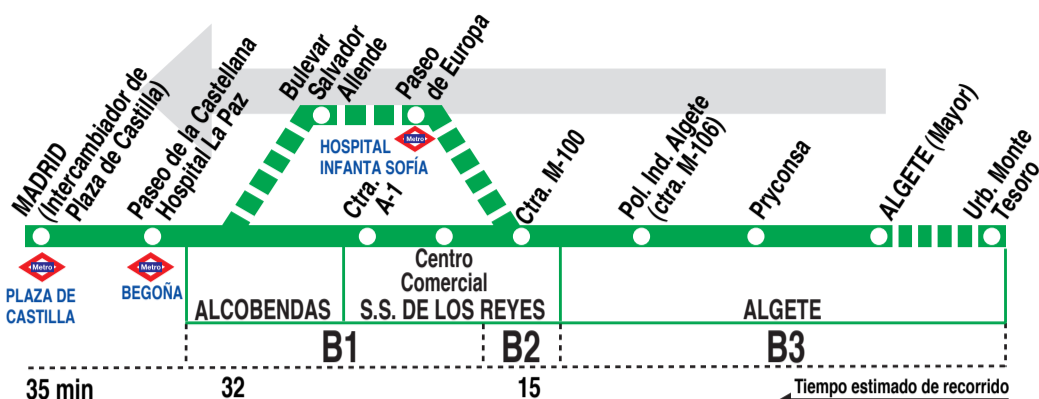 MADRID
(Intercambiador de
Plaza de Castilla)
Paseo de la Castellana
Hospital La Paz
Bulevar
Salvador
Allende
Paseo
de Europa
Metro
HOSPITAL
INFANTA SOFÍA
Ctra.
A-1
Ctra. M-100
Pol. Ind. Algete
(ctra. M-106)
Pryconsa
ALGETE (Mayor)
Urb. Monte
Tesoro
Metro
PLAZA DE
CASTILLA
Metro
BEGOÑA
Centro
Comercial
ALCOBENDAS
S.S. DE LOS REYES
ALGETE
B1
B2
B3
35 min
32
15
Tiempo estimado de recorrido